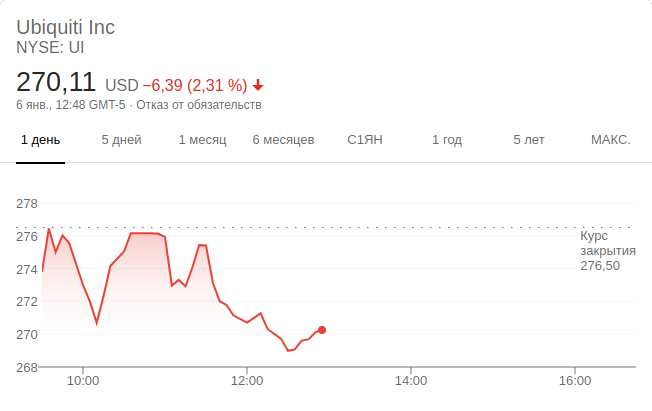 Ubiquiti Inc
NYSE: UI
270,11 USD −6,39 (2,31 %)
6 янв., 12:48 GMT-5 · Отказ от обязательств
1 день 5 дней 1 месяц 6 месяцев С1ЯН 1 год 5 лет МАКС.
278
276
274
272
270
268
Курс
закрытия
276,50
10:00 12:00 14:00 16:00